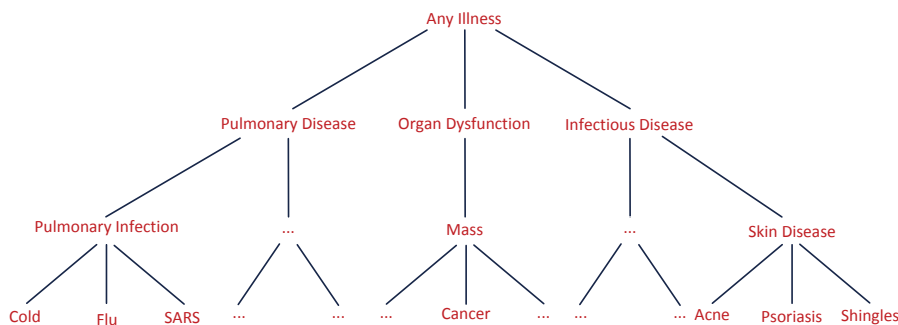 Any Illness
Pulmonary Disease Organ Dysfunction Infectious Disease
Pulmonary Infection ... Mass ... Skin Disease
Cold Flu SARS ... ... ... Cancer ... ... ... Acne Psoriasis Shingles